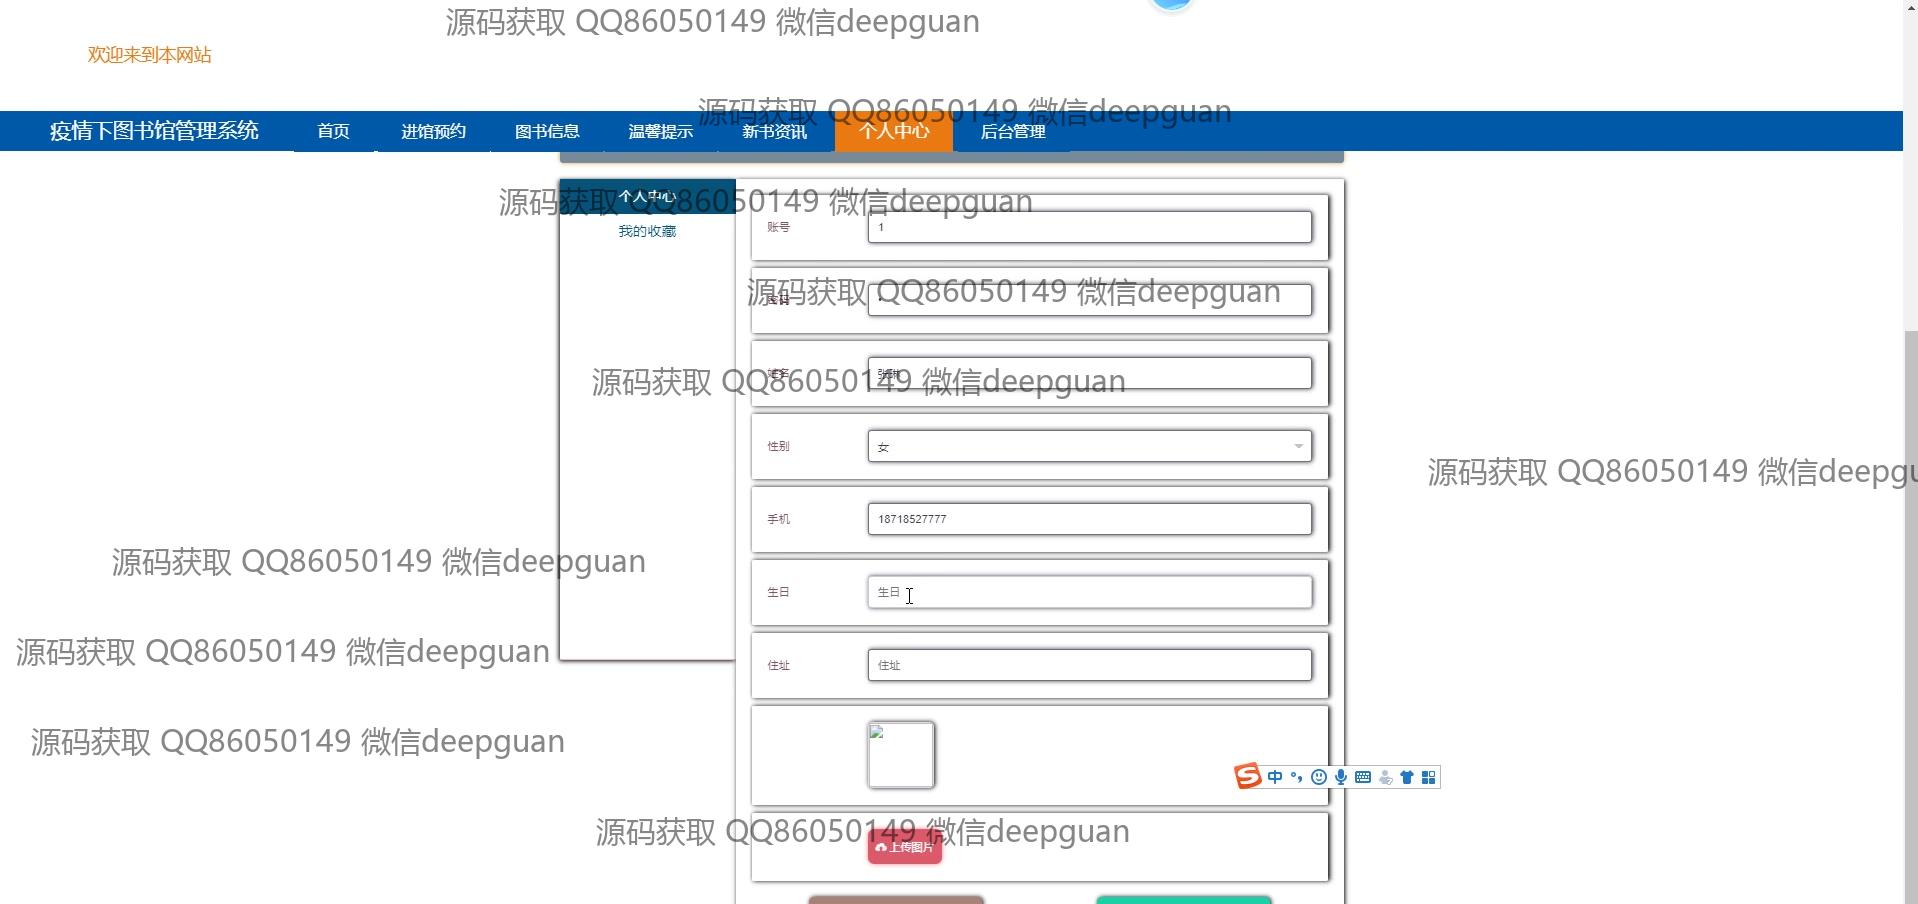 源码获取 QQ86050149 微信deepguan
欢迎来到本网站
源码获取 QQ86050149 微信deepguan
疫情下图书馆管理系统 首页 进馆预约 图书信息 温馨提示 新书资讯 个人中心 后台管理
个人中心
源码获取 QQ86050149 微信deepguan
我的收藏
账号 1
源码获取 QQ86050149 微信deepguan
源码获取 QQ86050149 微信deepguan
姓名
性别 女
源码获取 QQ86050149 微信deepgu
手机 18718527777
源码获取 QQ86050149 微信deepguan
生日 生日
源码获取 QQ86050149 微信deepguan
住址 住址
源码获取 QQ86050149 微信deepguan
中
源码获取 QQ86050149 微信deepguan
上传图片